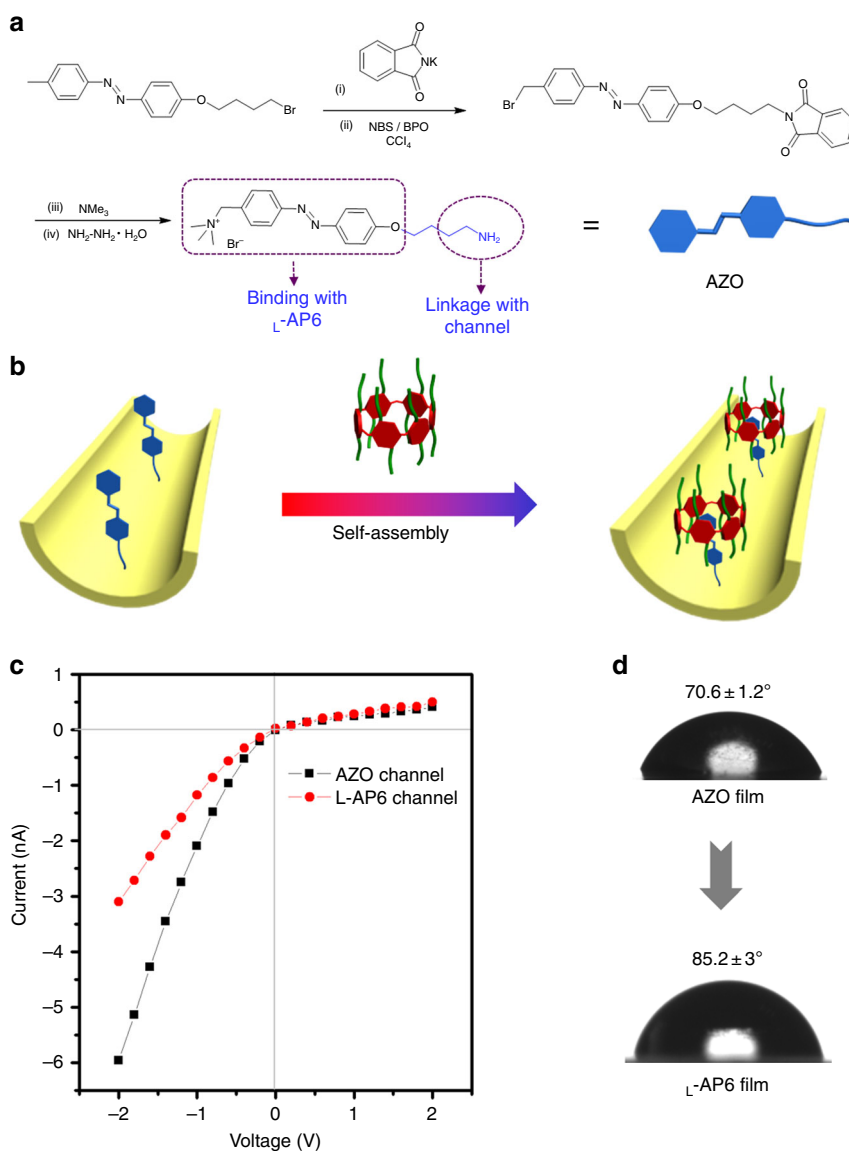 a
O
NK
O
(i)
(ii)
NBS / BPO
CCl4
N
N
O
Br
Br
N
N
O
N
O
O
(iii) NMe3
(iv) NH2-NH2 • H2O
N+
Br−
N
N
O
NH2
=
AZO
Binding with
L-AP6
Linkage with
channel
b
Self-assembly
c
1
0
−1
−2
−3
−4
−5
−6
Current (nA)
AZO channel
L-AP6 channel
−2
−1
0
1
2
Voltage (V)
d
70.6 ± 1.2°
AZO film
85.2 ± 3°
L-AP6 film